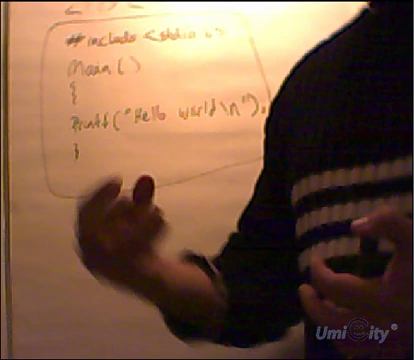 #include <stdio.h>
Main()
{
Printf("Hello world\n");
}
Umicity®